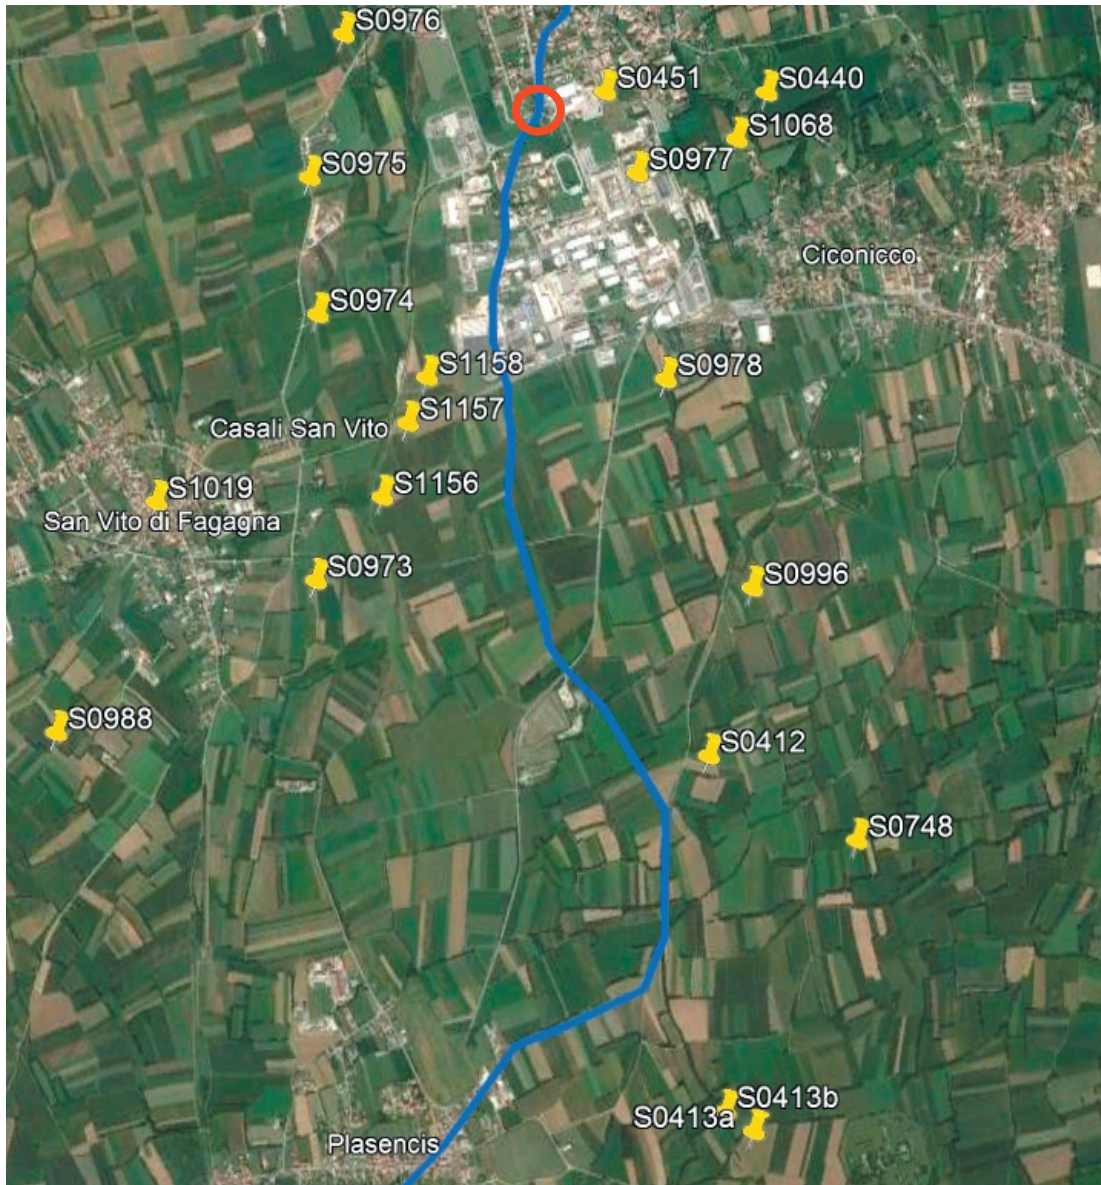 S0976
S0451
S0440
S1068
S0977
S0975
Ciconicco
S0974
S1158
S0978
S1157
Casali San Vito
S1156
S1019
San Vito di Fagagna
S0973
S0996
S0988
S0412
S0748
S0413b
S0413a
Plasencis